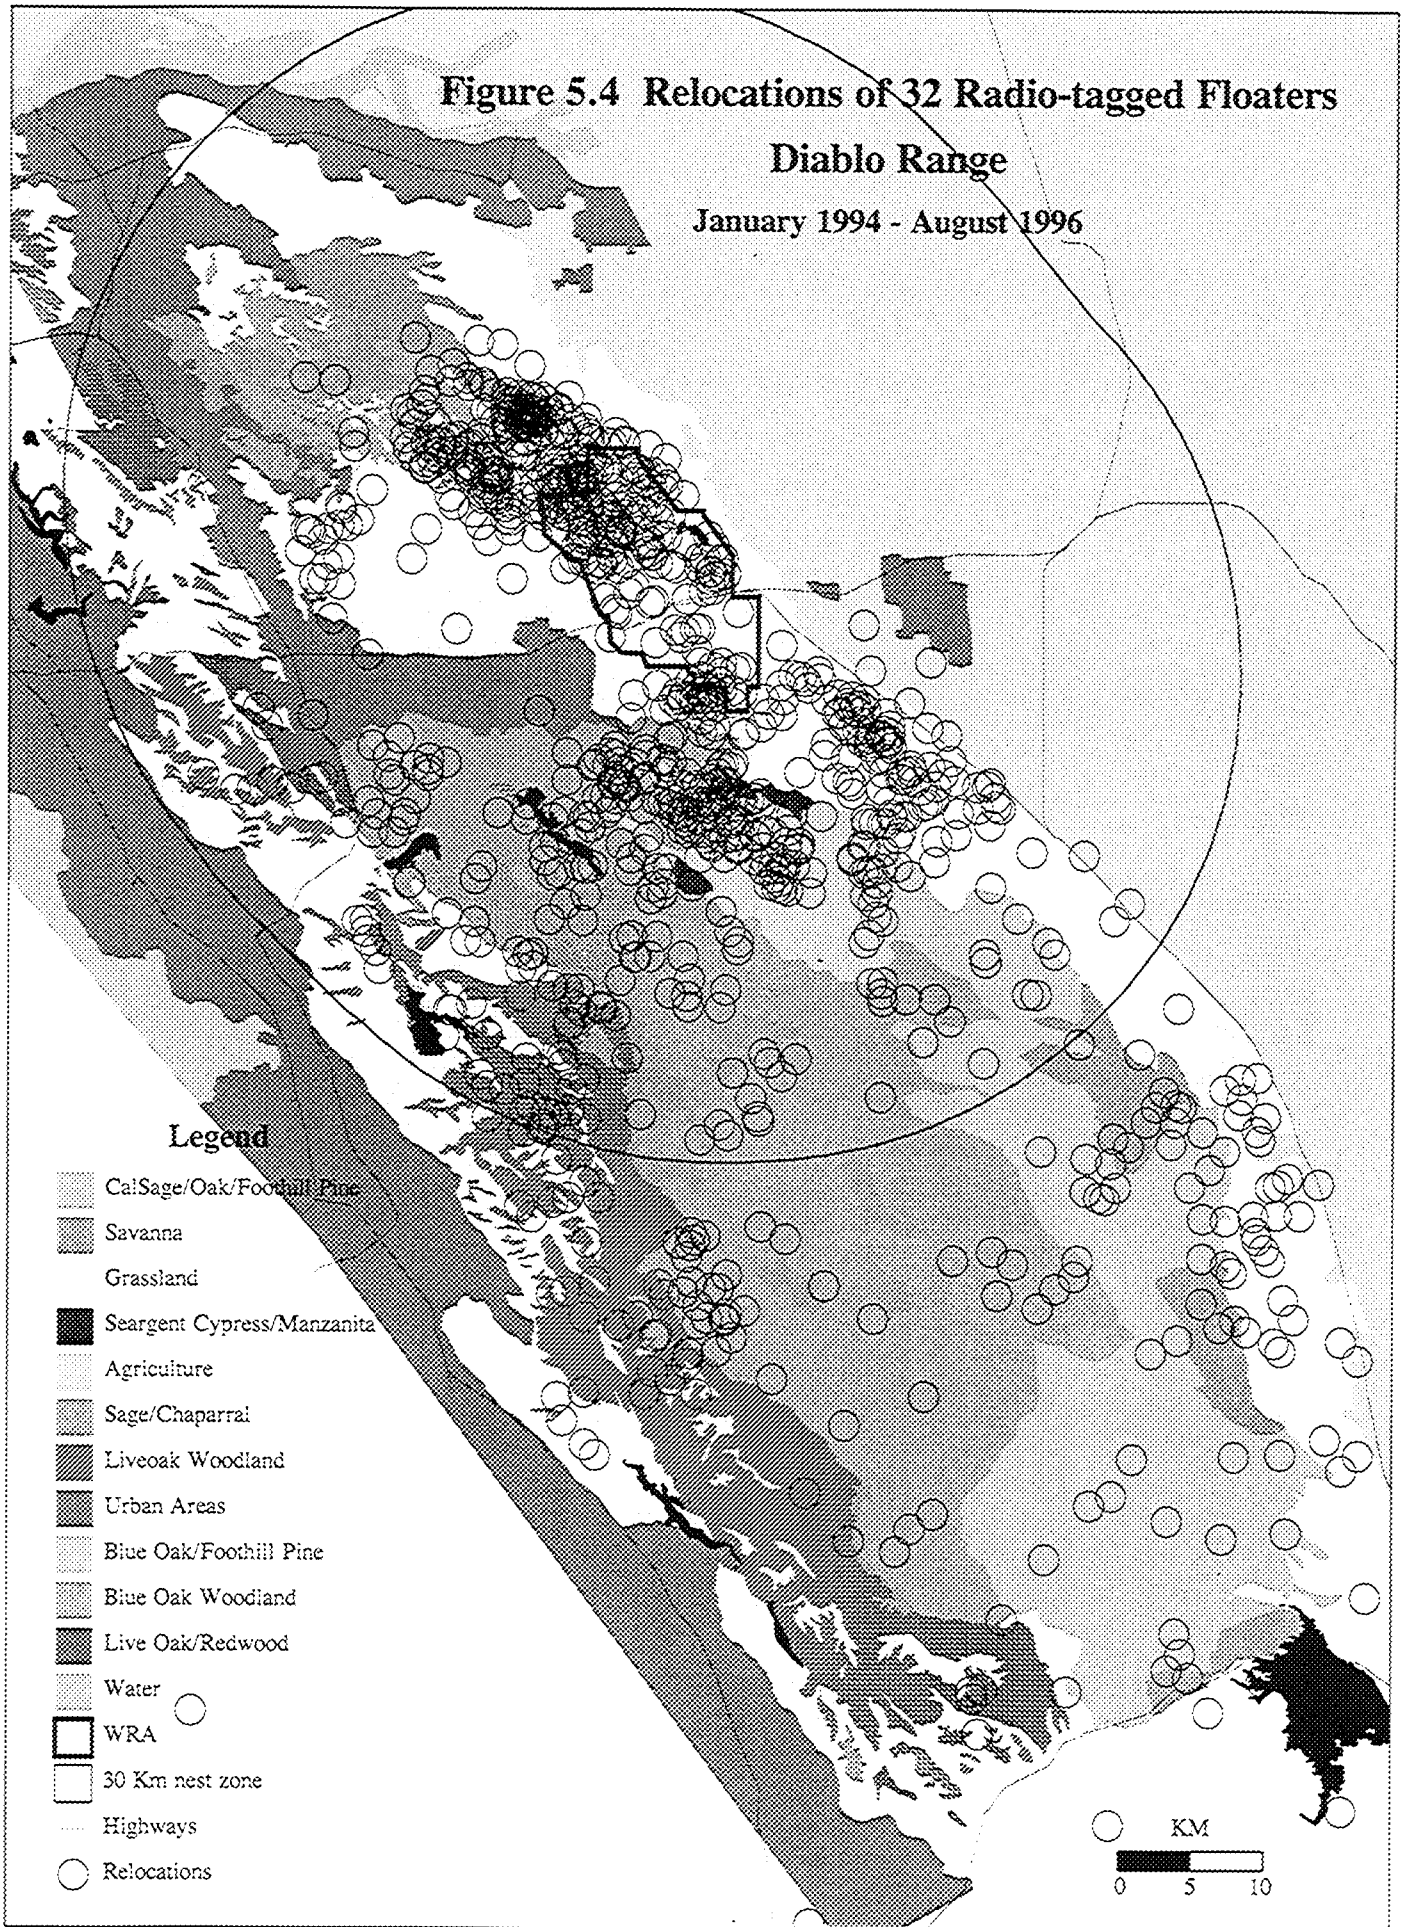 Figure 5.4 Relocations of 32 Radio-tagged Floaters
Diablo Range
January 1994 - August 1996
Legend
CalSage/Oak/Foothill Pine
Savanna
Grassland
Seargent Cypress/Manzanita
Agriculture
Sage/Chaparral
Liveoak Woodland
Urban Areas
Blue Oak/Foothill Pine
Blue Oak Woodland
Live Oak/Redwood
Water
WRA
30 Km nest zone
Highways
Relocations
KM
0 5 10